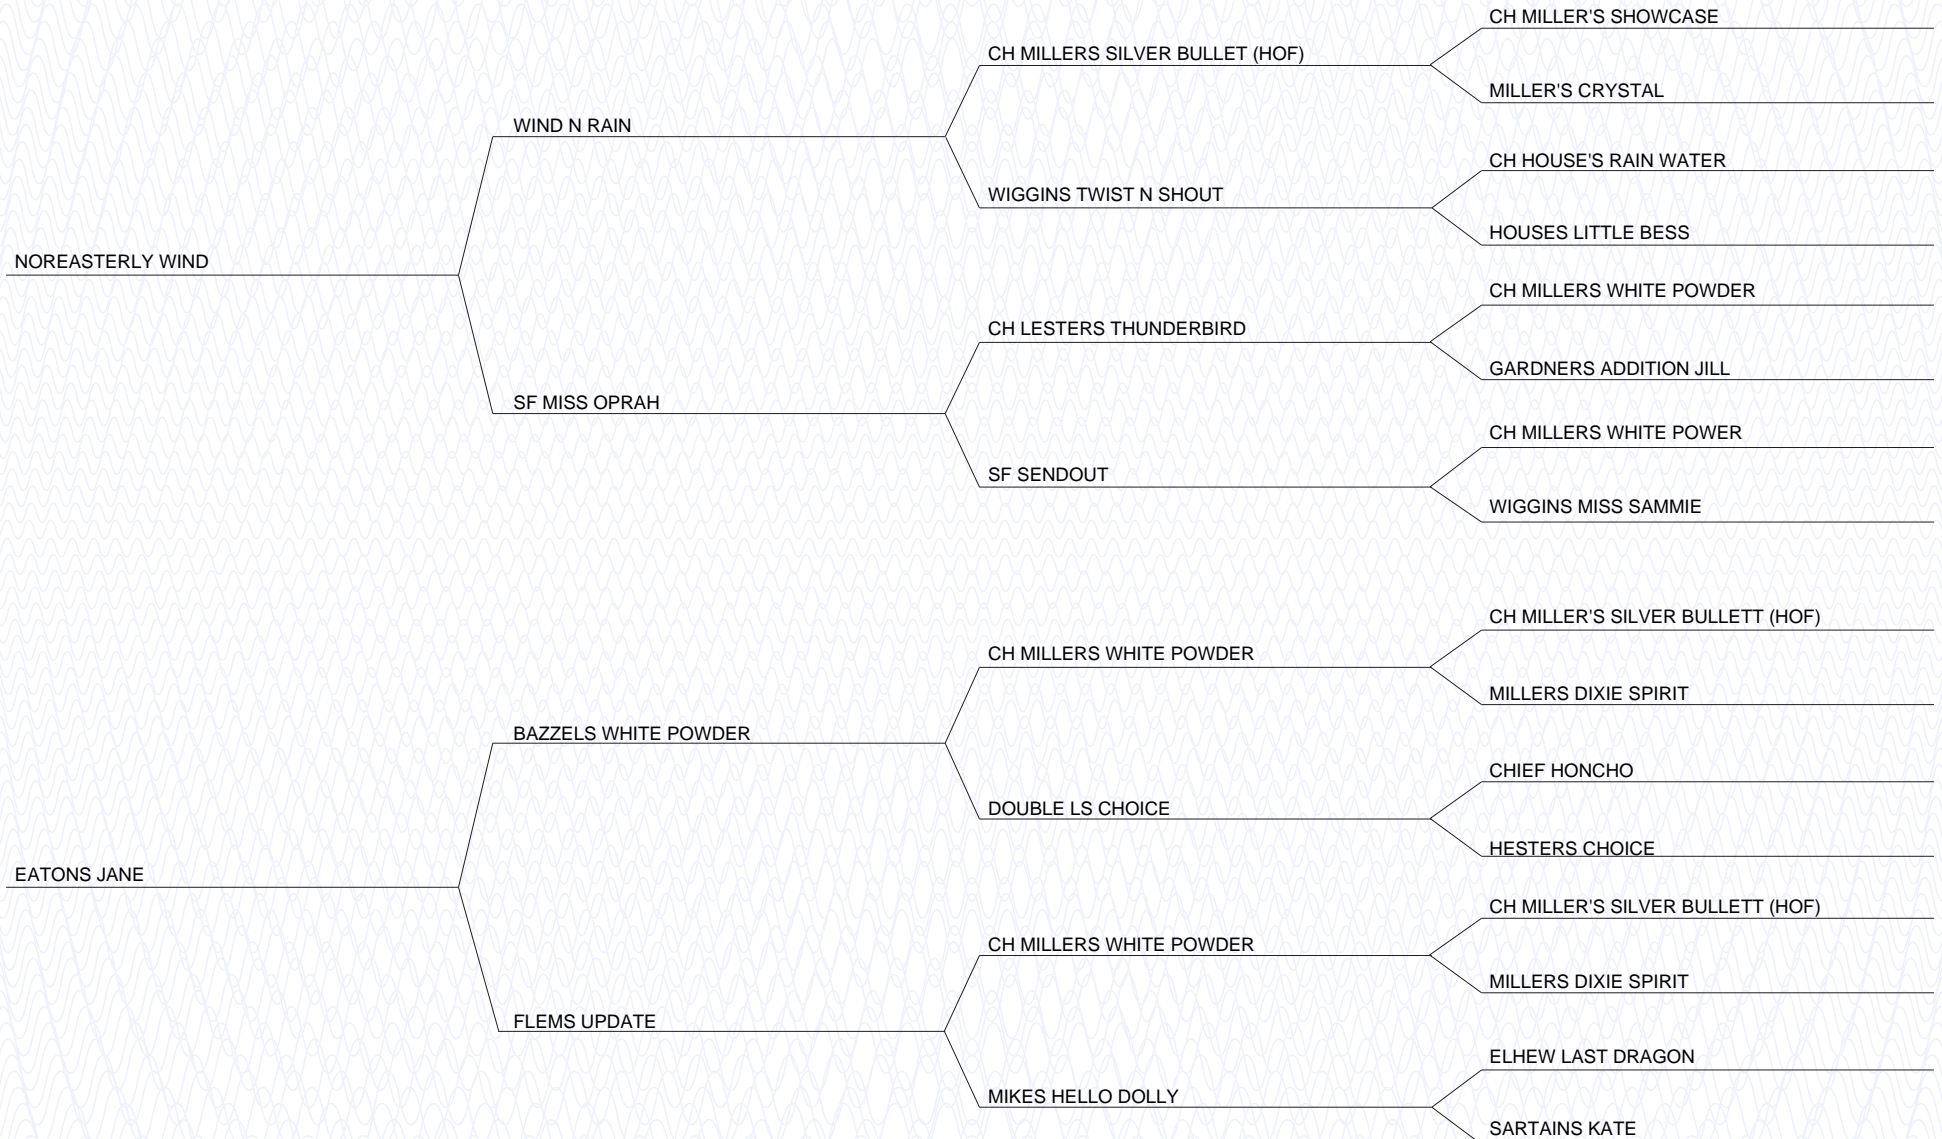 CH MILLER'S SHOWCASE
CH MILLERS SILVER BULLET (HOF)
MILLER'S CRYSTAL
WIND N RAIN
CH HOUSE'S RAIN WATER
WIGGINS TWIST N SHOUT
HOUSES LITTLE BESS
NOREASTERLY WIND
CH MILLERS WHITE POWDER
CH LESTERS THUNDERBIRD
GARDNERS ADDITION JILL
SF MISS OPRAH
CH MILLERS WHITE POWER
SF SENDOUT
WIGGINS MISS SAMMIE
CH MILLER'S SILVER BULLETT (HOF)
CH MILLERS WHITE POWDER
MILLERS DIXIE SPIRIT
BAZZELS WHITE POWDER
CHIEF HONCHO
DOUBLE LS CHOICE
HESTERS CHOICE
EATONS JANE
CH MILLER'S SILVER BULLETT (HOF)
CH MILLERS WHITE POWDER
MILLERS DIXIE SPIRIT
FLEMS UPDATE
ELHEW LAST DRAGON
MIKES HELLO DOLLY
SARTAINS KATE